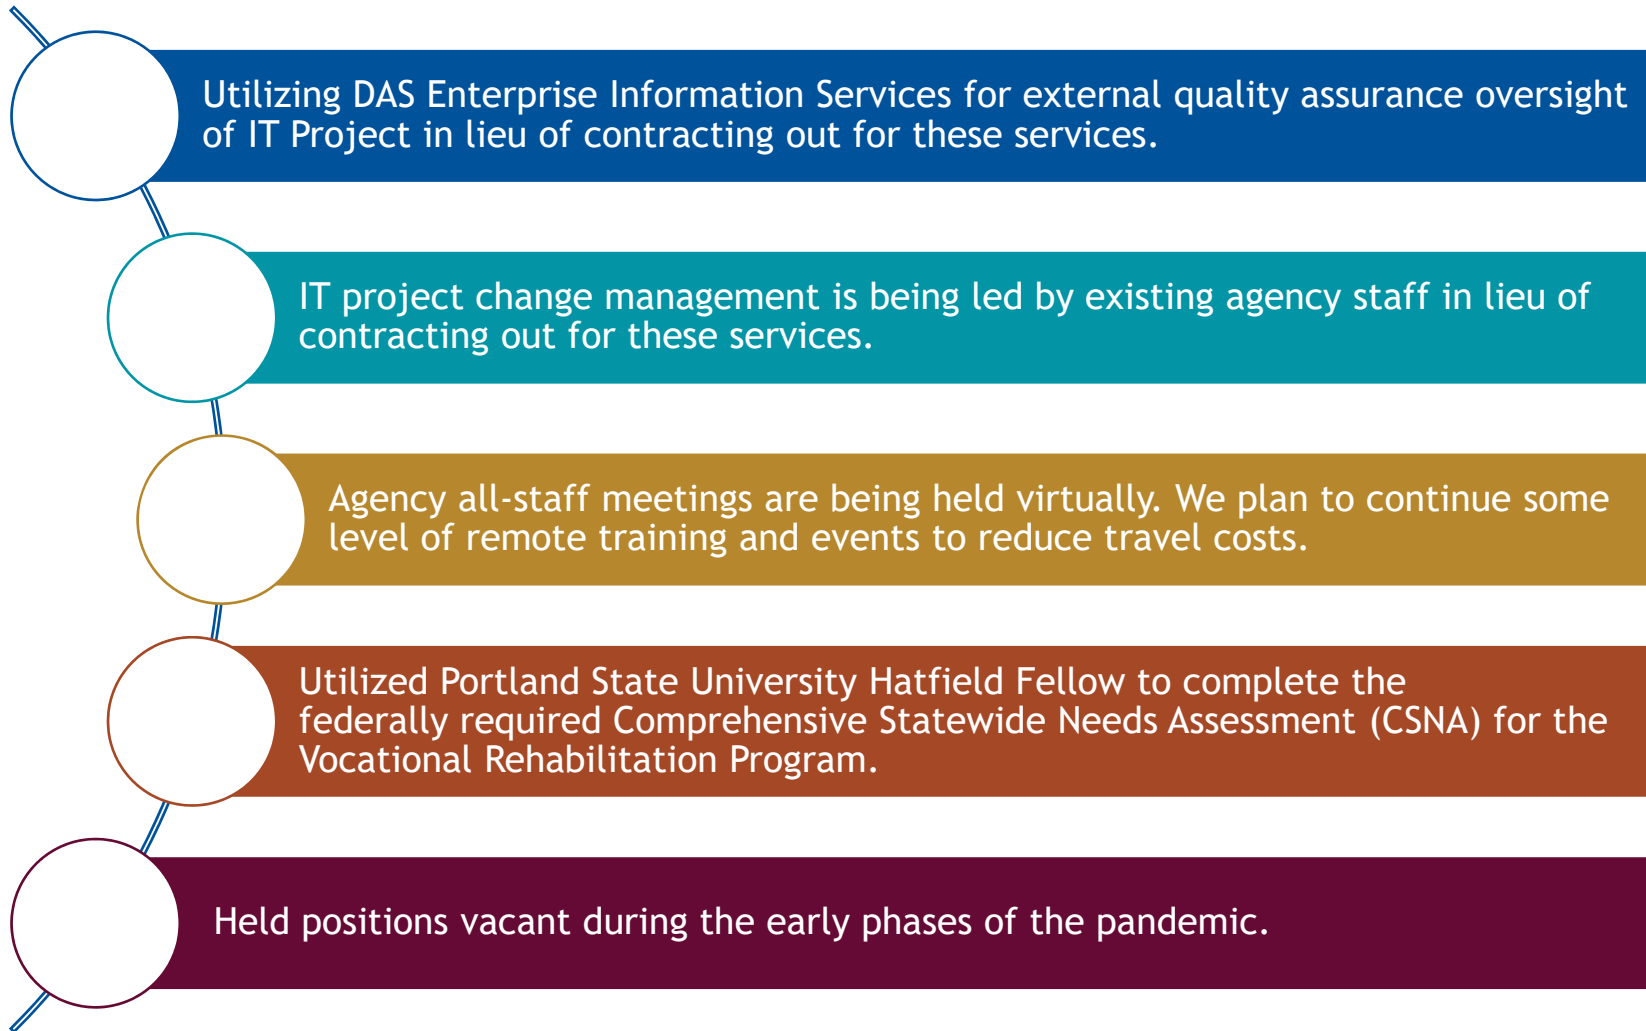 Utilizing DAS Enterprise Information Services for external quality assurance oversight
of IT Project in lieu of contracting out for these services.
IT project change management is being led by existing agency staff in lieu of
contracting out for these services.
Agency all-staff meetings are being held virtually. We plan to continue some
level of remote training and events to reduce travel costs.
Utilized Portland State University Hatfield Fellow to complete the
federally required Comprehensive Statewide Needs Assessment (CSNA) for the
Vocational Rehabilitation Program.
Held positions vacant during the early phases of the pandemic.